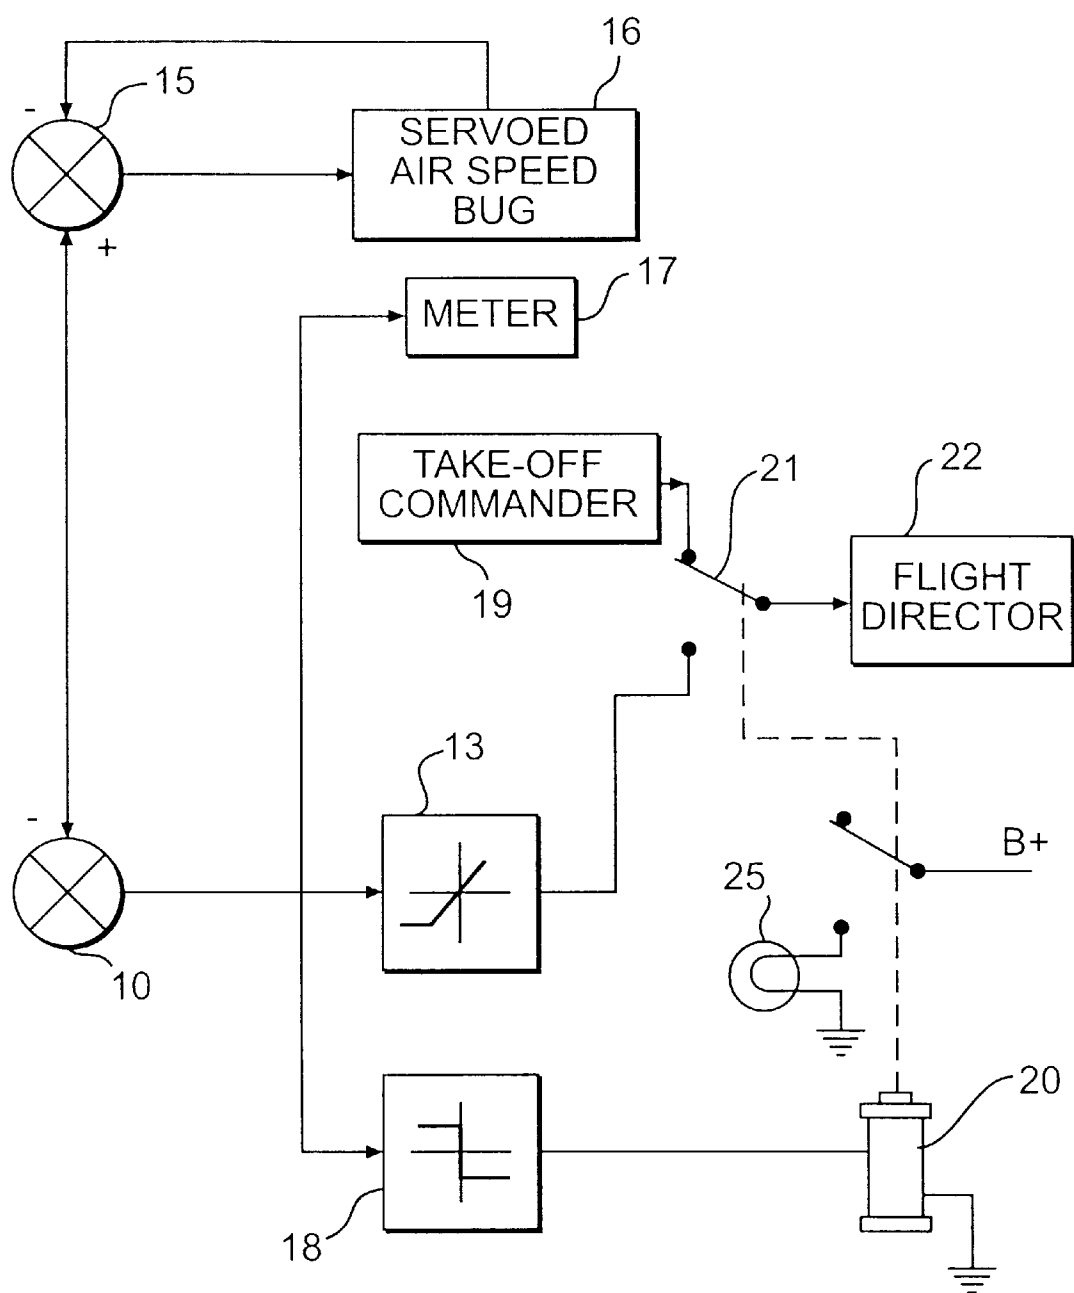 16
15
-
SERVOED
AIR SPEED
BUG
+
17
METER
TAKE-OFF
COMMANDER
21
22
19
FLIGHT
DIRECTOR
13
-
B+
25
10
20
18